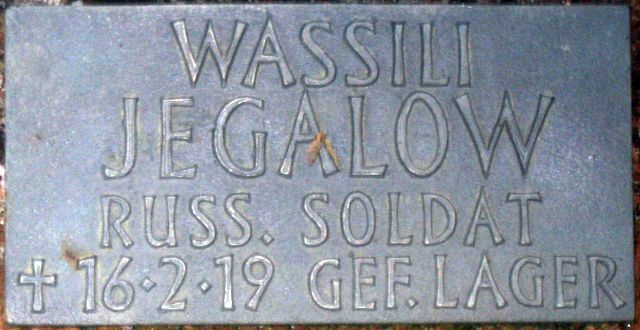 WASSILI
JEGALOW
RUSS. SOLDAT
✝ 16·2·19 GEF. LAGER